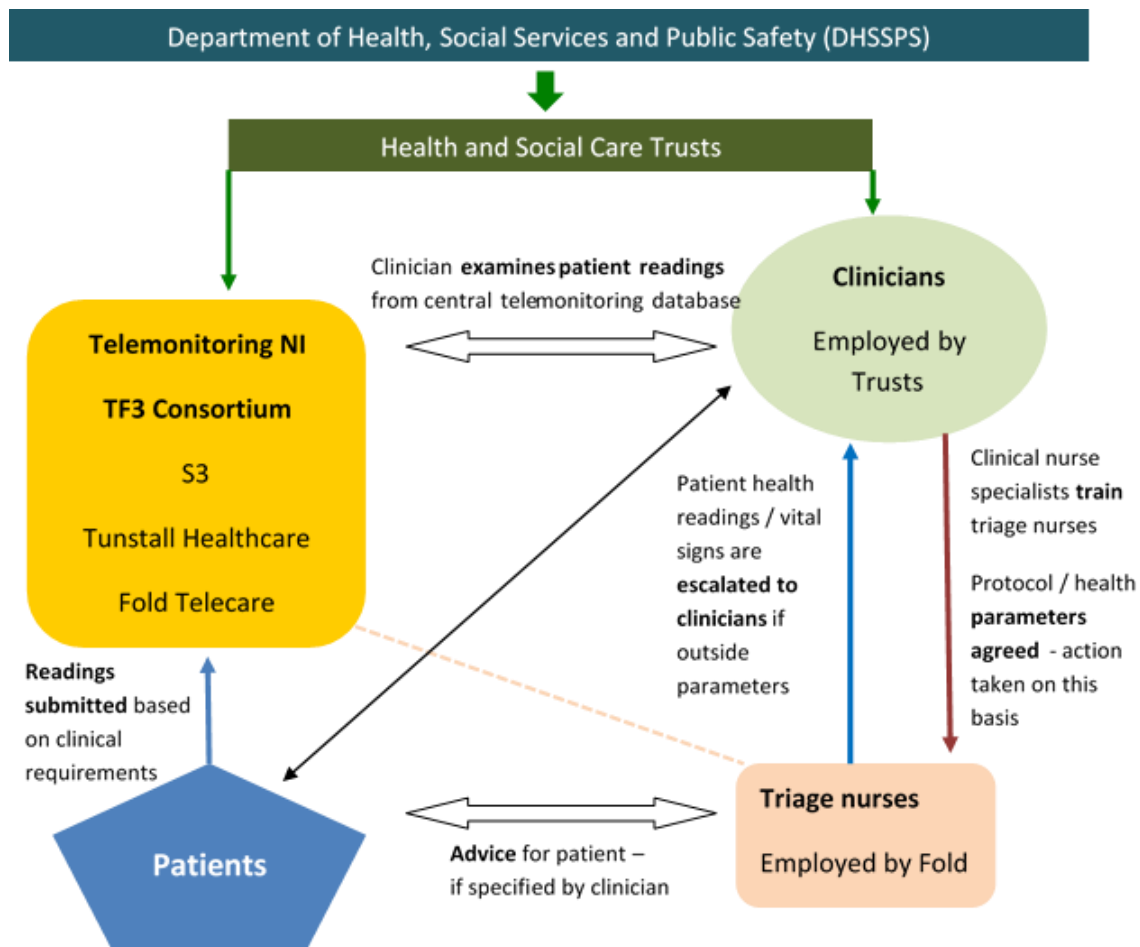 Department of Health, Social Services and Public Safety (DHSSPS)
Health and Social Care Trusts
Clinician examines patient readings
from central telemonitoring database
Clinicians
Employed by
Trusts
Telemonitoring NI
TF3 Consortium
S3
Tunstall Healthcare
Fold Telecare
Patient health
readings / vital
signs are
escalated to
clinicians if
outside
parameters
Clinical nurse
specialists train
triage nurses
Protocol / health
parameters
agreed - action
taken on this
basis
Readings
submitted based
on clinical
requirements
Patients
Advice for patient –
if specified by clinician
Triage nurses
Employed by Fold